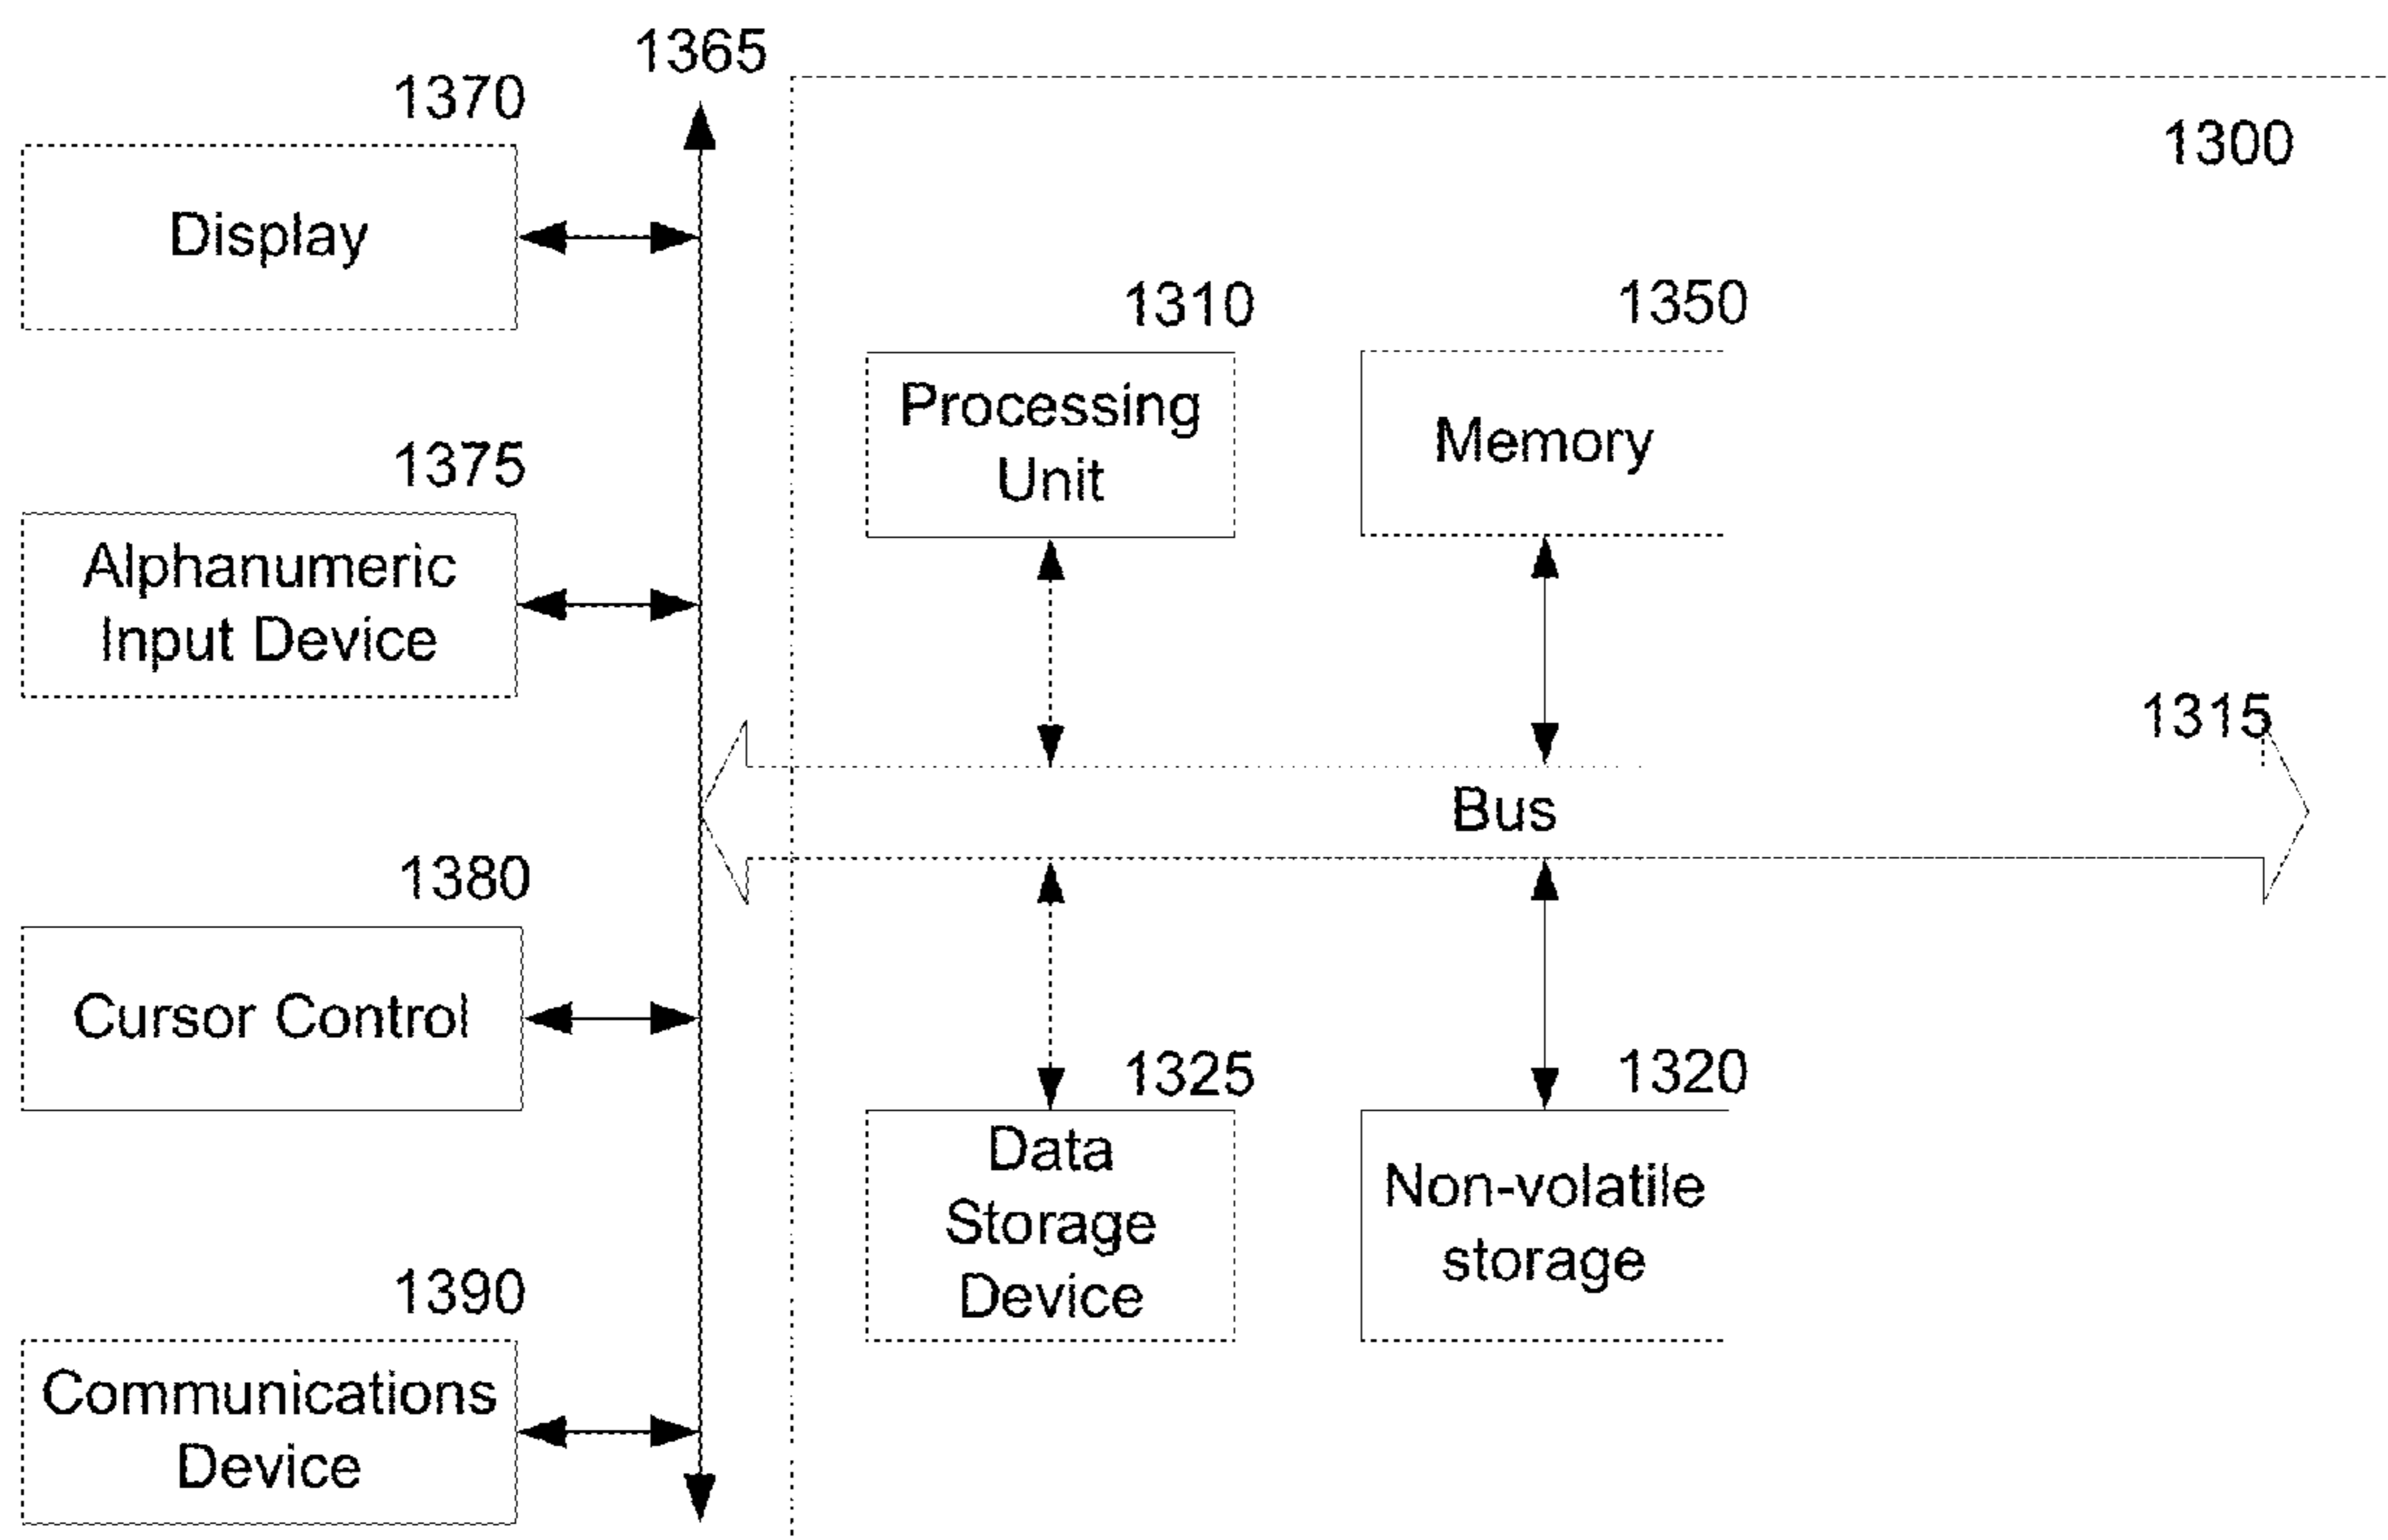 1365
1370
1300
Display
1310
1350
Processing
Unit
Memory
1375
Alphanumeric
Input Device
1315
Bus
1380
Cursor Control
1325
1320
Data
Storage
Device
Non-volatile
storage
1390
Communications
Device